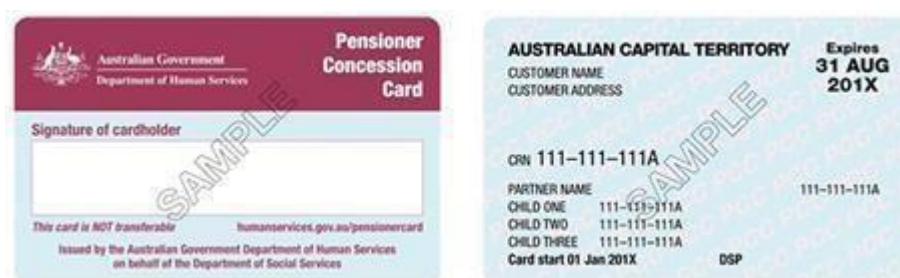 Australian Government
Department of Human Services
Pensioner
Concession
Card
Signature of cardholder
SAMPLE
This card is NOT transferable humanservices.gov.au/pensionercard
Issued by the Australian Government Department of Human Services
on behalf of the Department of Social Services
AUSTRALIAN CAPITAL TERRITORY
Expires
31 AUG
201X
CUSTOMER NAME
CUSTOMER ADDRESS
SAMPLE
CRN 111–111–111A
PARTNER NAME 111–111–111A
CHILD ONE 111–111–111A
CHILD TWO 111–111–111A
CHILD THREE 111–111–111A
Card start 01 Jan 201X DSP